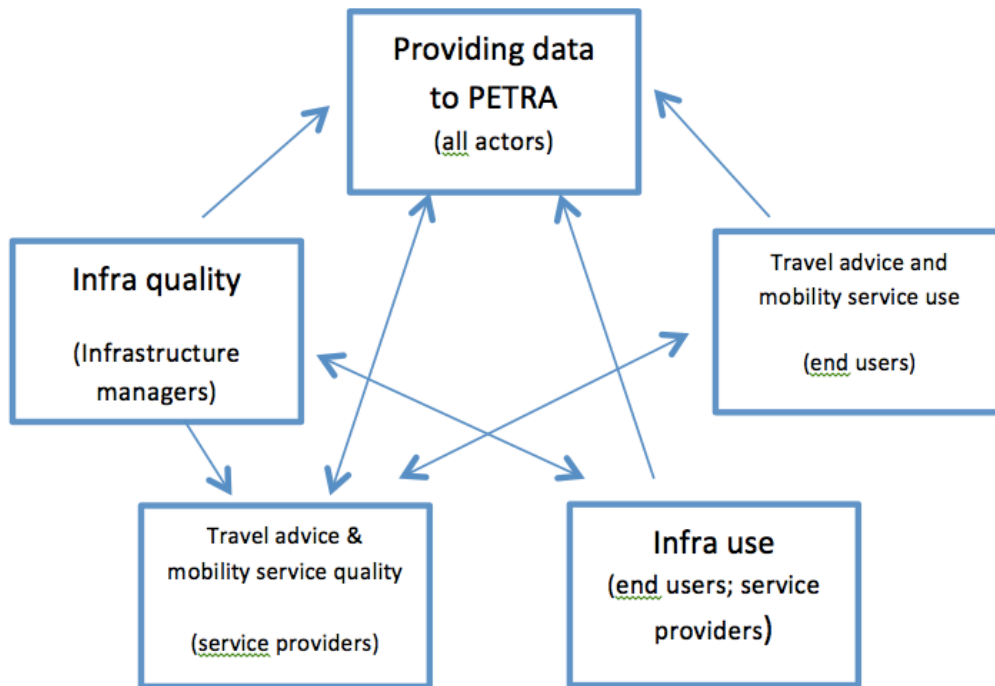 Providing data
to PETRA
(all actors)
Infra quality
(Infrastructure
managers)
Travel advice and
mobility service use
(end users)
Travel advice &
mobility service quality
(service providers)
Infra use
(end users; service
providers)